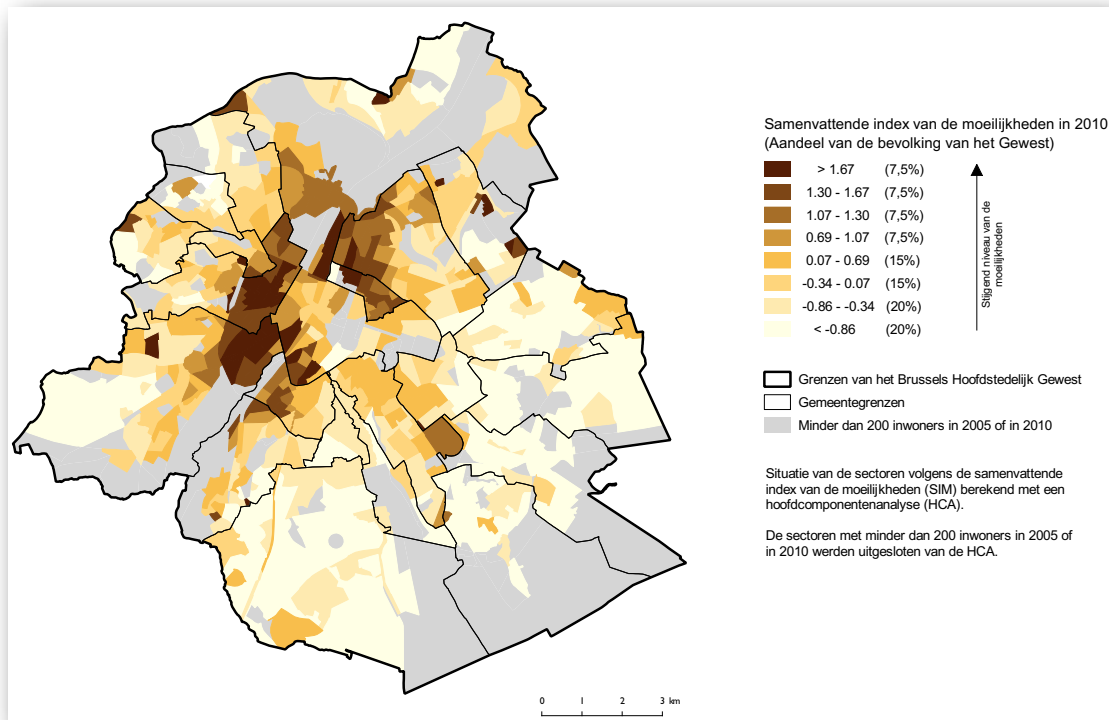 Samenvattende index van de moeilijkheden in 2010
(Aandeel van de bevolking van het Gewest)
> 1.67 (7,5%)
1.30 - 1.67 (7,5%)
1.07 - 1.30 (7,5%)
0.69 - 1.07 (7,5%)
0.07 - 0.69 (15%)
-0.34 - 0.07 (15%)
-0.86 - -0.34 (20%)
< -0.86 (20%)
Stijgend niveau van de
moeilijkheden
Grenzen van het Brussels Hoofdstedelijk Gewest
Gemeentegrenzen
Minder dan 200 inwoners in 2005 of in 2010
Situatie van de sectoren volgens de samenvattende
index van de moeilijkheden (SIM) berekend met een
hoofdcomponentenanalyse (HCA).
De sectoren met minder dan 200 inwoners in 2005 of
in 2010 werden uitgesloten van de HCA.
0 1 2 3 km